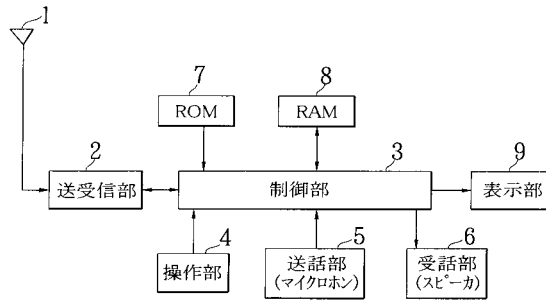 1
7
ROM
8
RAM
2
送受信部
3
制御部
9
表示部
4
操作部
5
送話部
(マイクロホン)
6
受話部
(スピーカ)